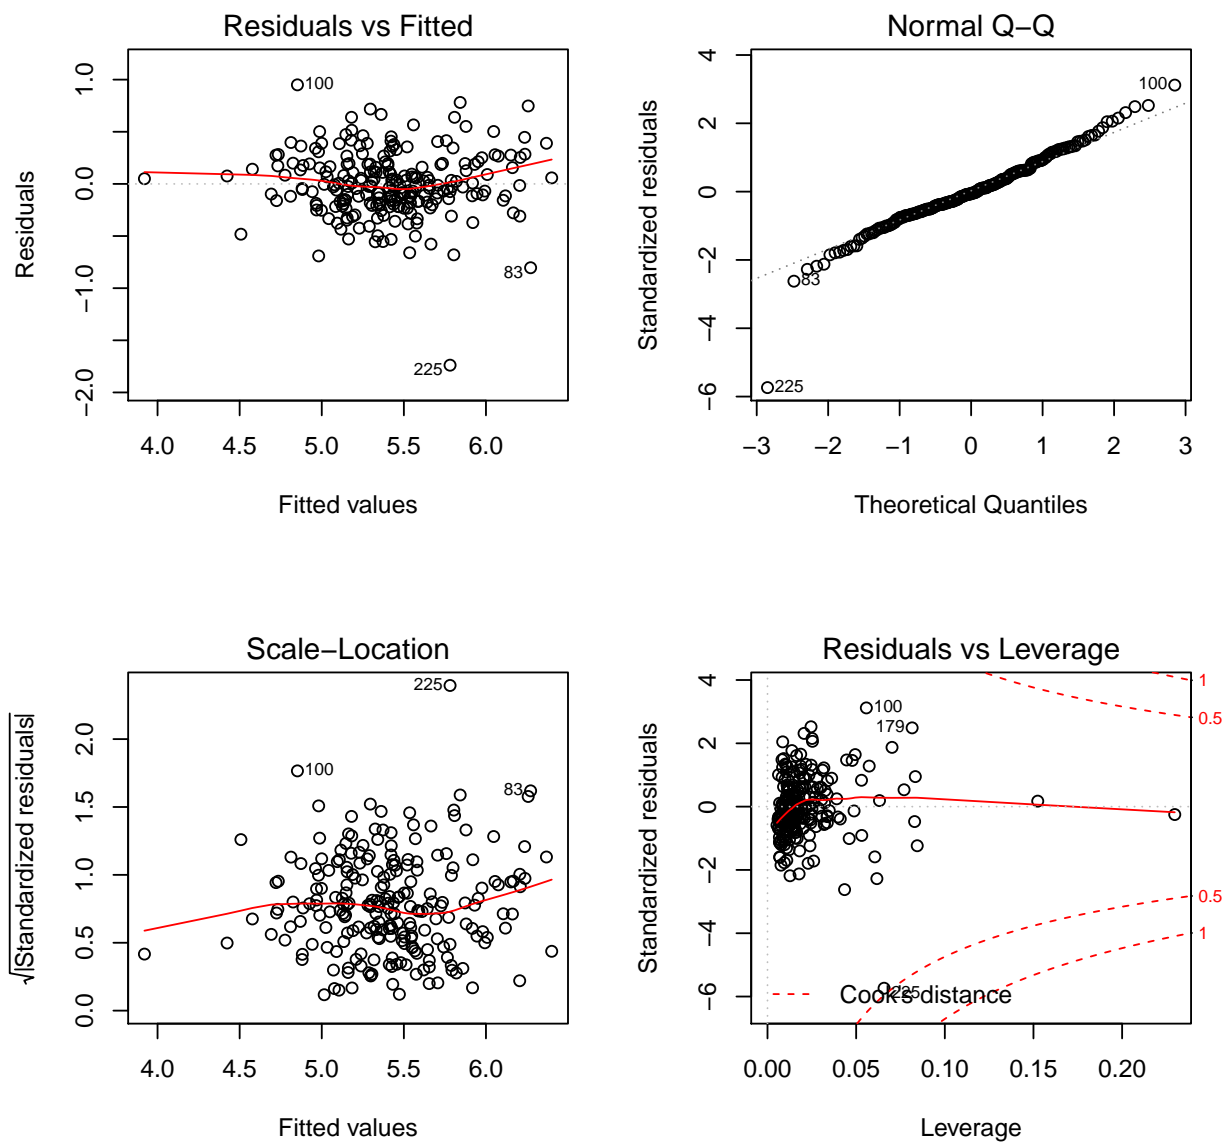 Residuals vs Fitted
Residuals
1.0
0.0
−1.0
−2.0
100
83
225
4.0 4.5 5.0 5.5 6.0
Fitted values
Normal Q−Q
Standardized residuals
4
2
0
−2
−4
−6
100
83
225
−3 −2 −1 0 1 2 3
Theoretical Quantiles
Scale−Location
√|Standardized residuals|
2.0
1.5
1.0
0.5
0.0
225
100
83
4.0 4.5 5.0 5.5 6.0
Fitted values
Residuals vs Leverage
Standardized residuals
4
2
0
−2
−4
−6
1
0.5
0.5
1
100
179
225
Cook's distance
0.00 0.05 0.10 0.15 0.20
Leverage